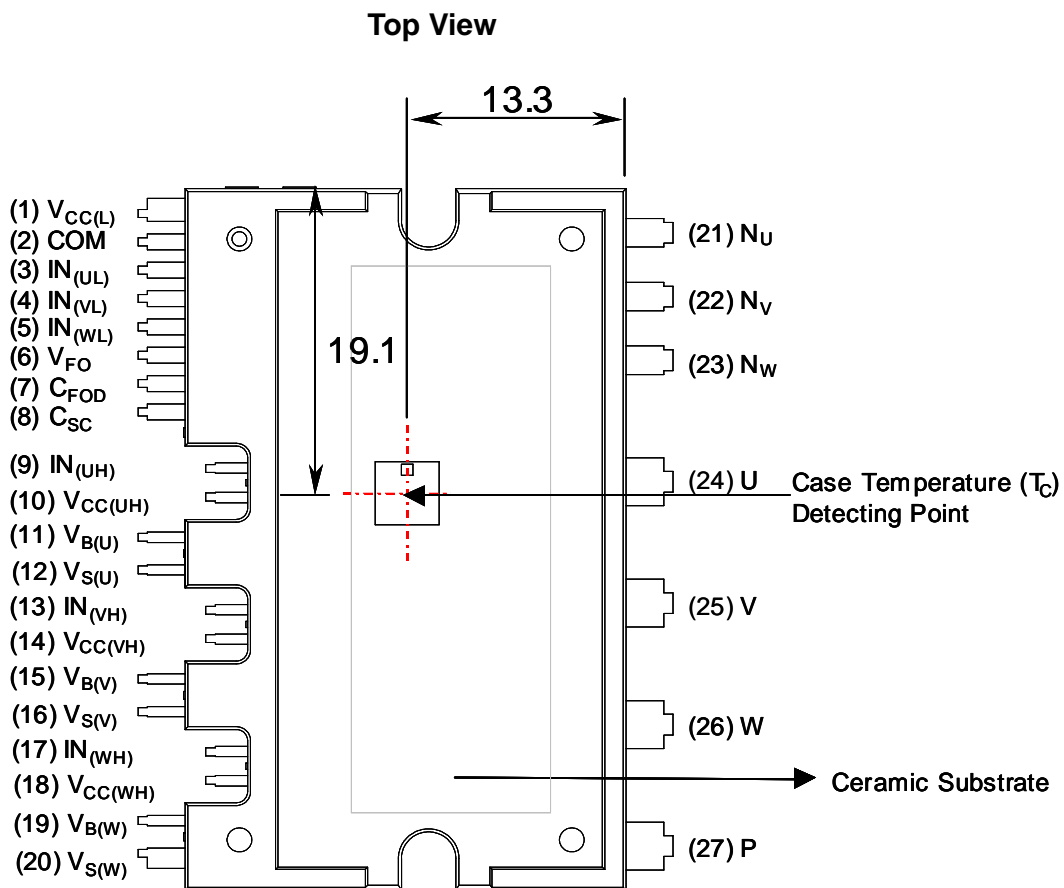 Top View
13.3
19.1
(1) VCC(L)
(2) COM
(3) IN(UL)
(4) IN(VL)
(5) IN(WL)
(6) VFO
(7) CFOD
(8) CSC
(9) IN(UH)
(10) VCC(UH)
(11) VB(U)
(12) VS(U)
(13) IN(VH)
(14) VCC(VH)
(15) VB(V)
(16) VS(V)
(17) IN(WH)
(18) VCC(WH)
(19) VB(W)
(20) VS(W)
(21) NU
(22) NV
(23) NW
(24) U
(25) V
(26) W
(27) P
Case Temperature (TC)
Detecting Point
Ceramic Substrate